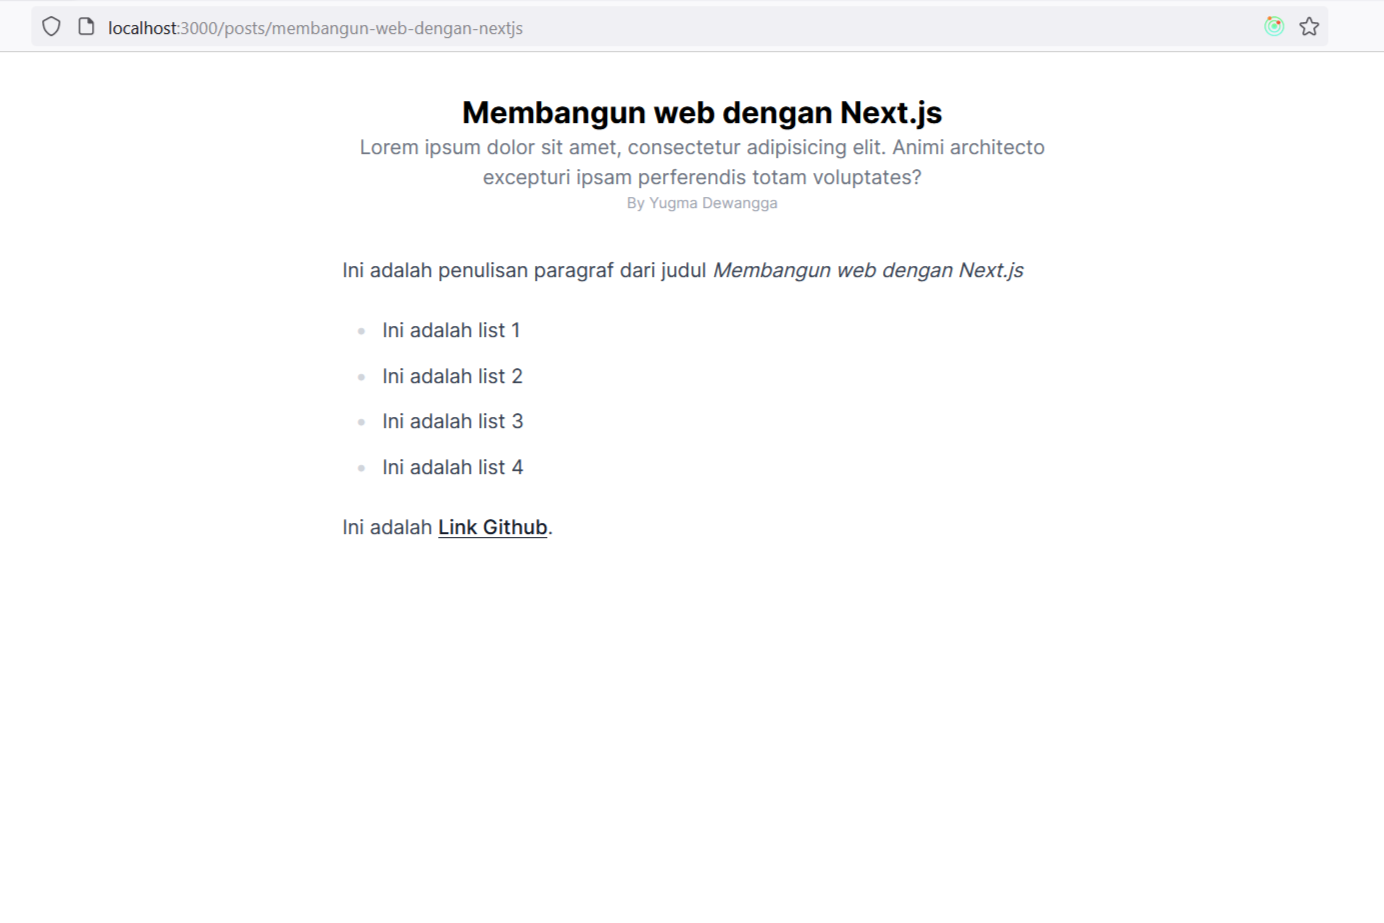 localhost:3000/posts/membangun-web-dengan-nextjs
Membangun web dengan Next.js
Lorem ipsum dolor sit amet, consectetur adipisicing elit. Animi architecto
excepturi ipsam perferendis totam voluptates?
By Yugma Dewangga
Ini adalah penulisan paragraf dari judul Membangun web dengan Next.js
Ini adalah list 1
Ini adalah list 2
Ini adalah list 3
Ini adalah list 4
Ini adalah Link Github.